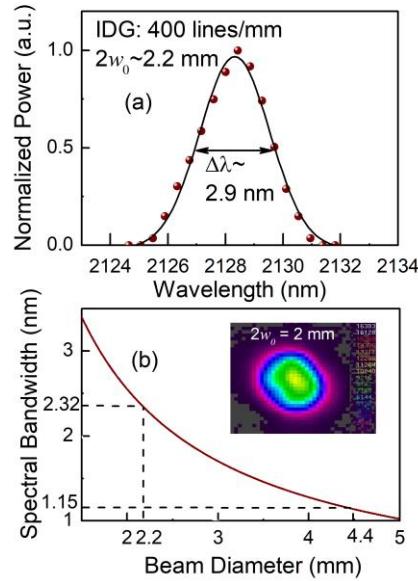 IDG: 400 lines/mm
2w₀~2.2 mm
(a)
Δλ~
2.9 nm
1.0
0.5
0.0
Normalized Power (a.u.)
2124 2126 2128 2130 2132 2134
Wavelength (nm)
(b)
2w₀ = 2 mm
3
2.32
2
1.15
1
Spectral Bandwidth (nm)
2 2.2 3 4 4.4 5
Beam Diameter (mm)